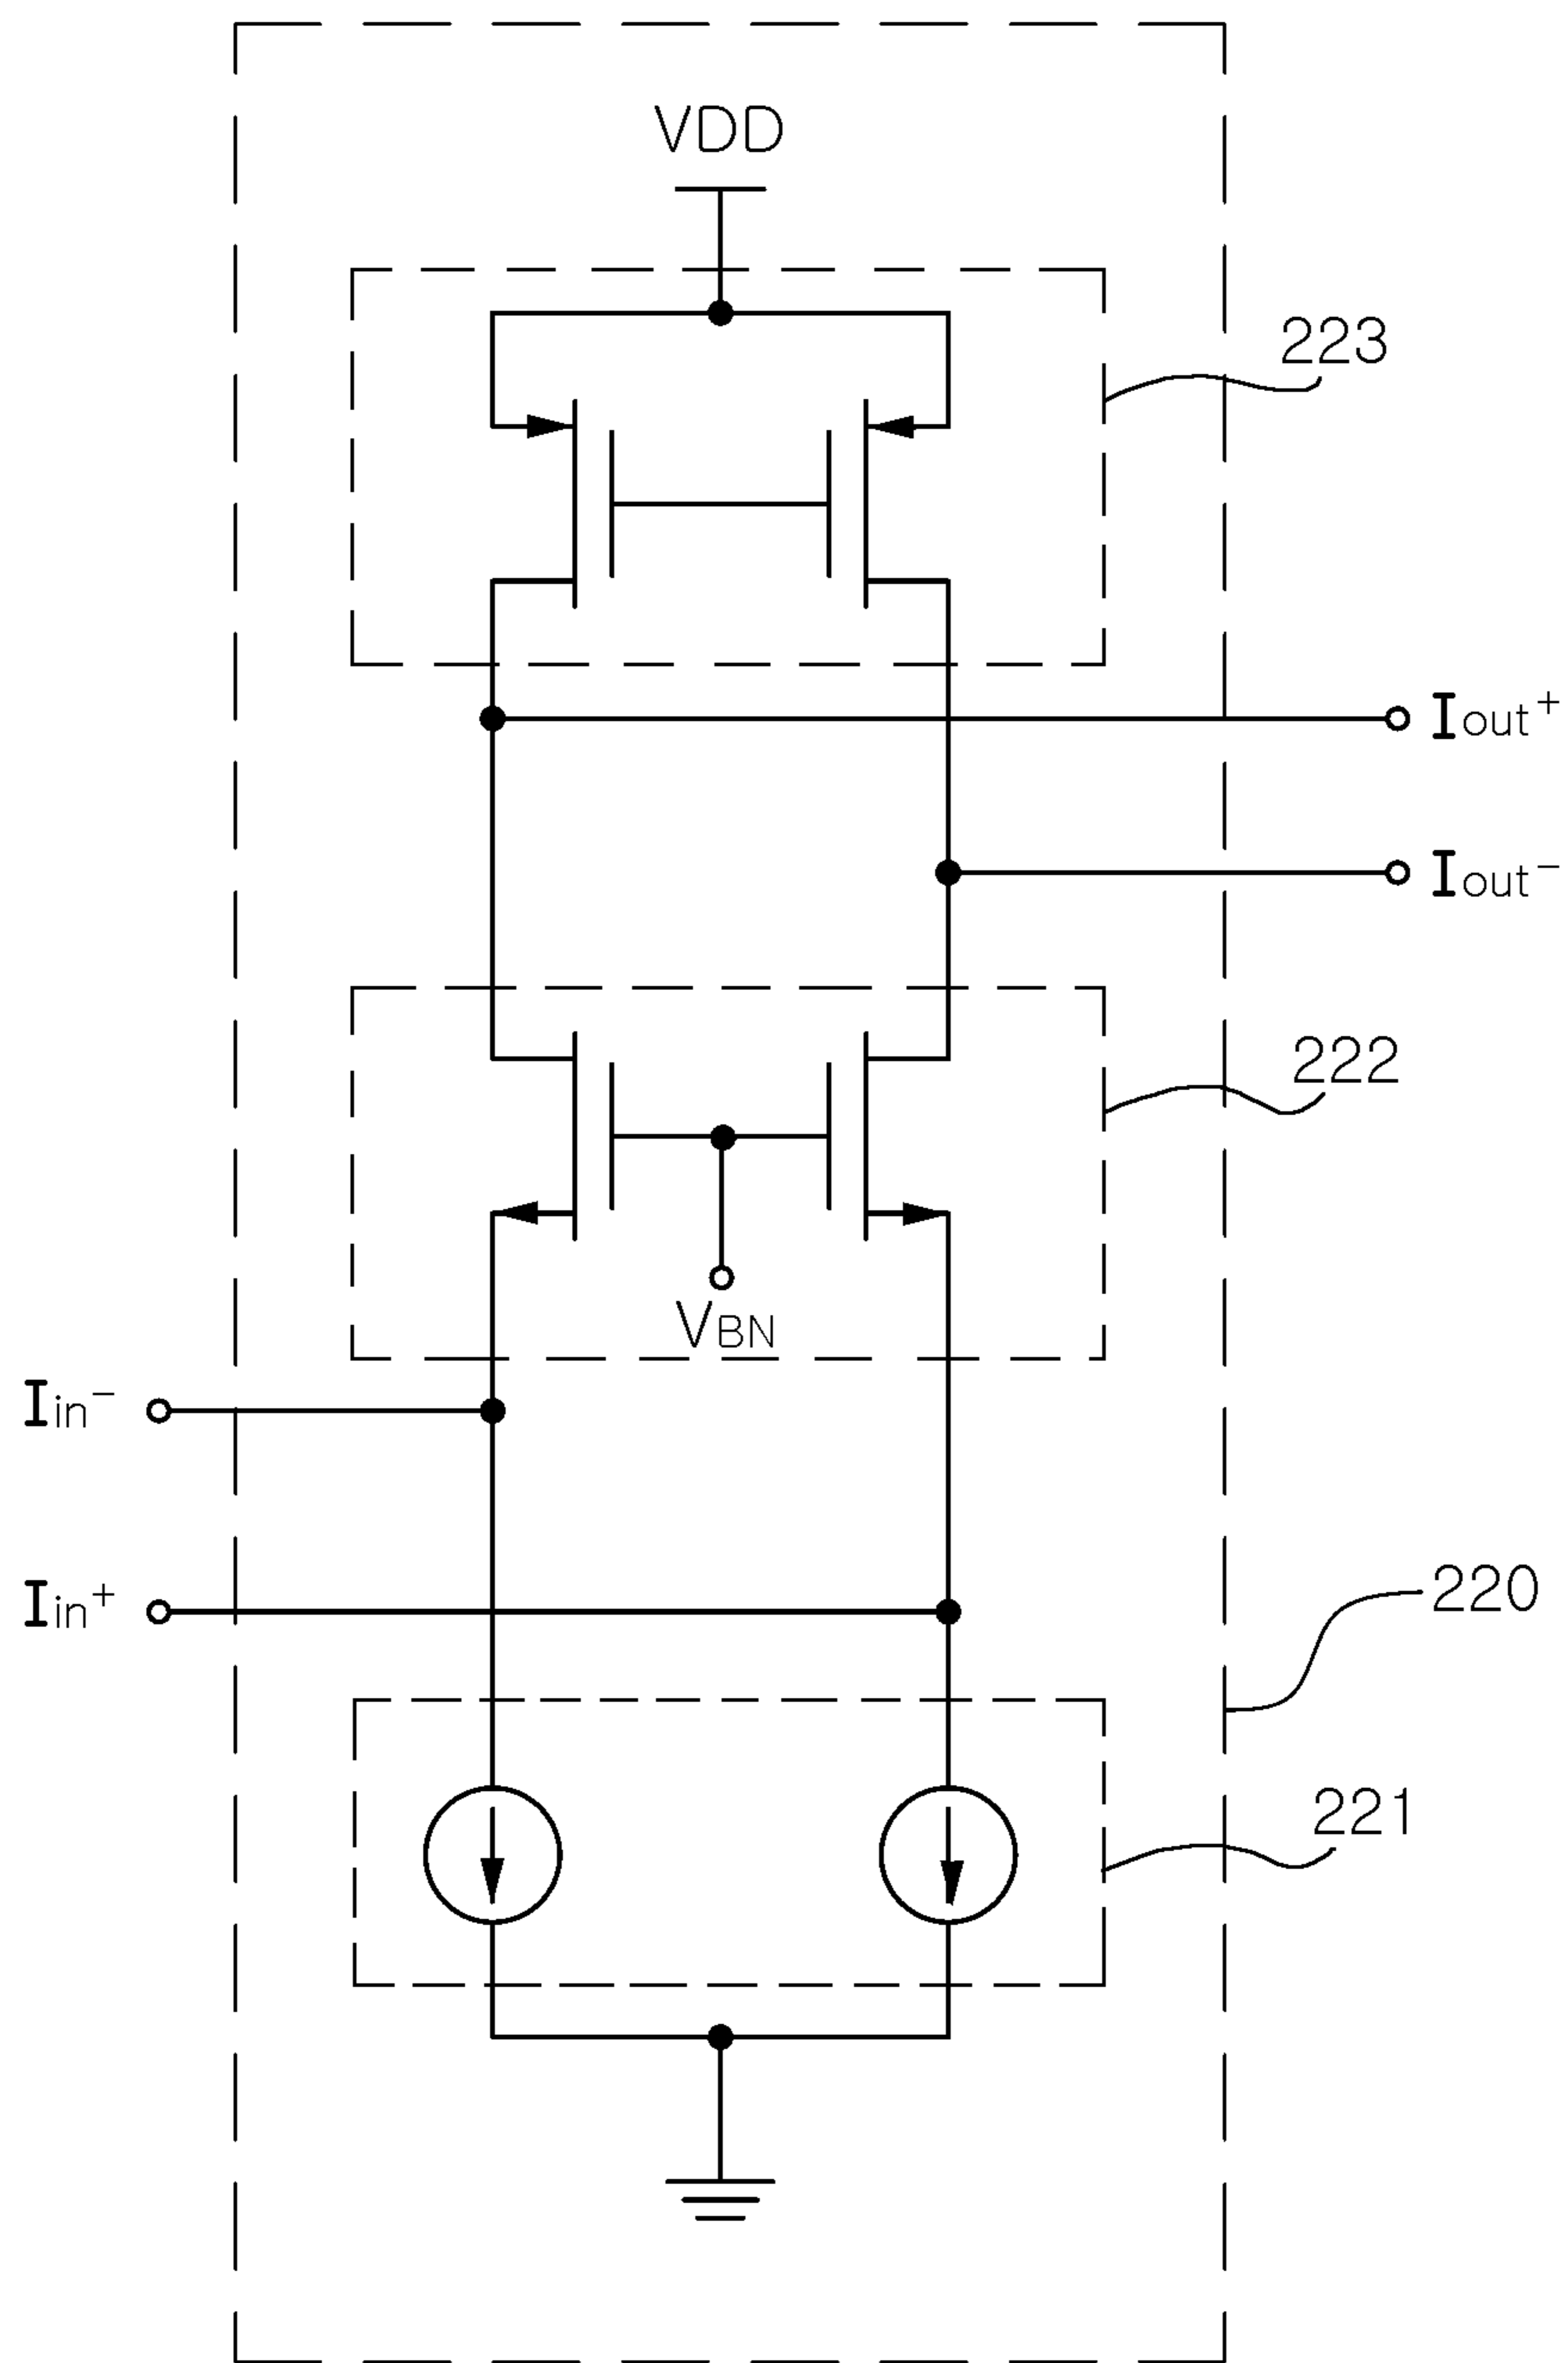 VDD
223
Iout+
Iout-
222
VBN
Iin-
Iin+
220
221